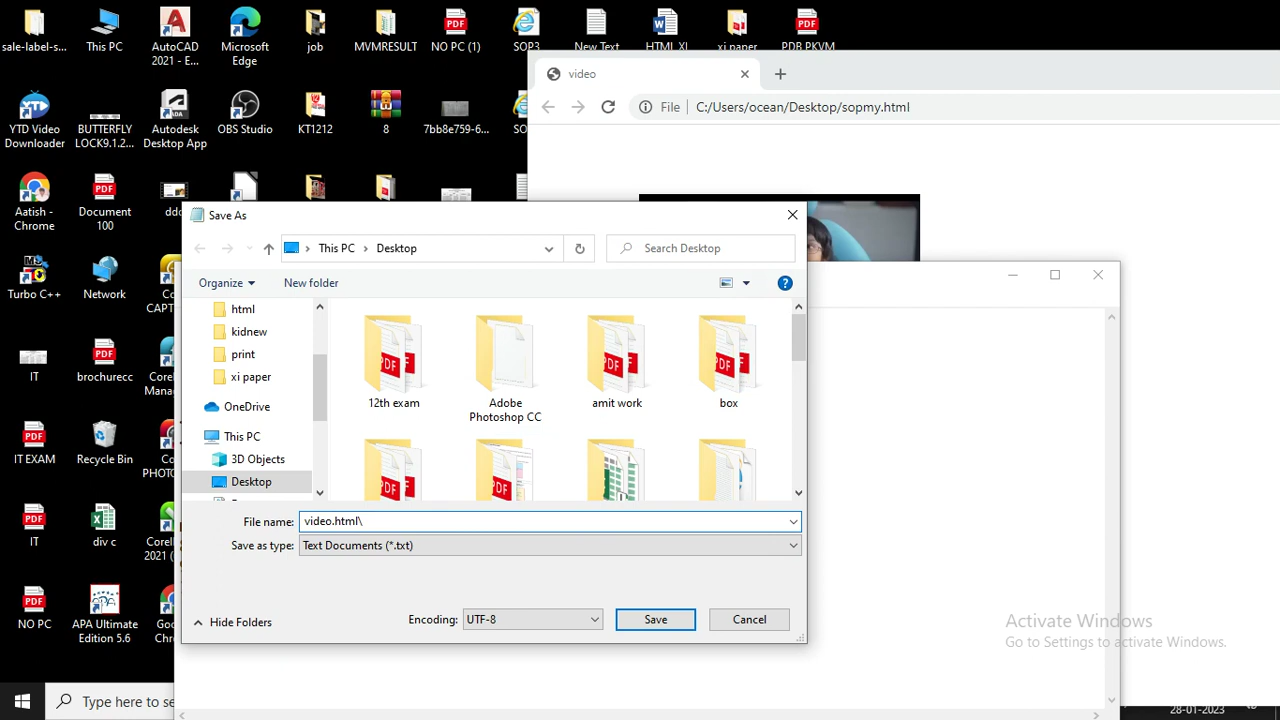 sale-label-s...
This PC
AutoCAD
2021 - E...
Microsoft
Edge
job
MVMRESULT
NO PC (1)
SOP3
New Text
HTML XI
xi paper
PDB PKVM
video
File
C:/Users/ocean/Desktop/sopmy.html
YTD Video
Downloader
BUTTERFLY
LOCK9.1.2...
Autodesk
Desktop App
OBS Studio
KT1212
8
7bb8e759-6...
Aatish -
Chrome
Document
100
Save As
This PC
Desktop
Search Desktop
Organize
New folder
Turbo C++
Network
html
kidnew
print
xi paper
OneDrive
This PC
3D Objects
Desktop
12th exam
Adobe
Photoshop CC
amit work
box
IT
brochurecc
IT EXAM
Recycle Bin
File name:
video.html\
Save as type:
Text Documents (*.txt)
IT
div c
2021 (
Hide Folders
Encoding:
UTF-8
Save
Cancel
NO PC
APA Ultimate
Edition 5.6
Activate Windows
Go to Settings to activate Windows.
Type here to se
28-01-2023